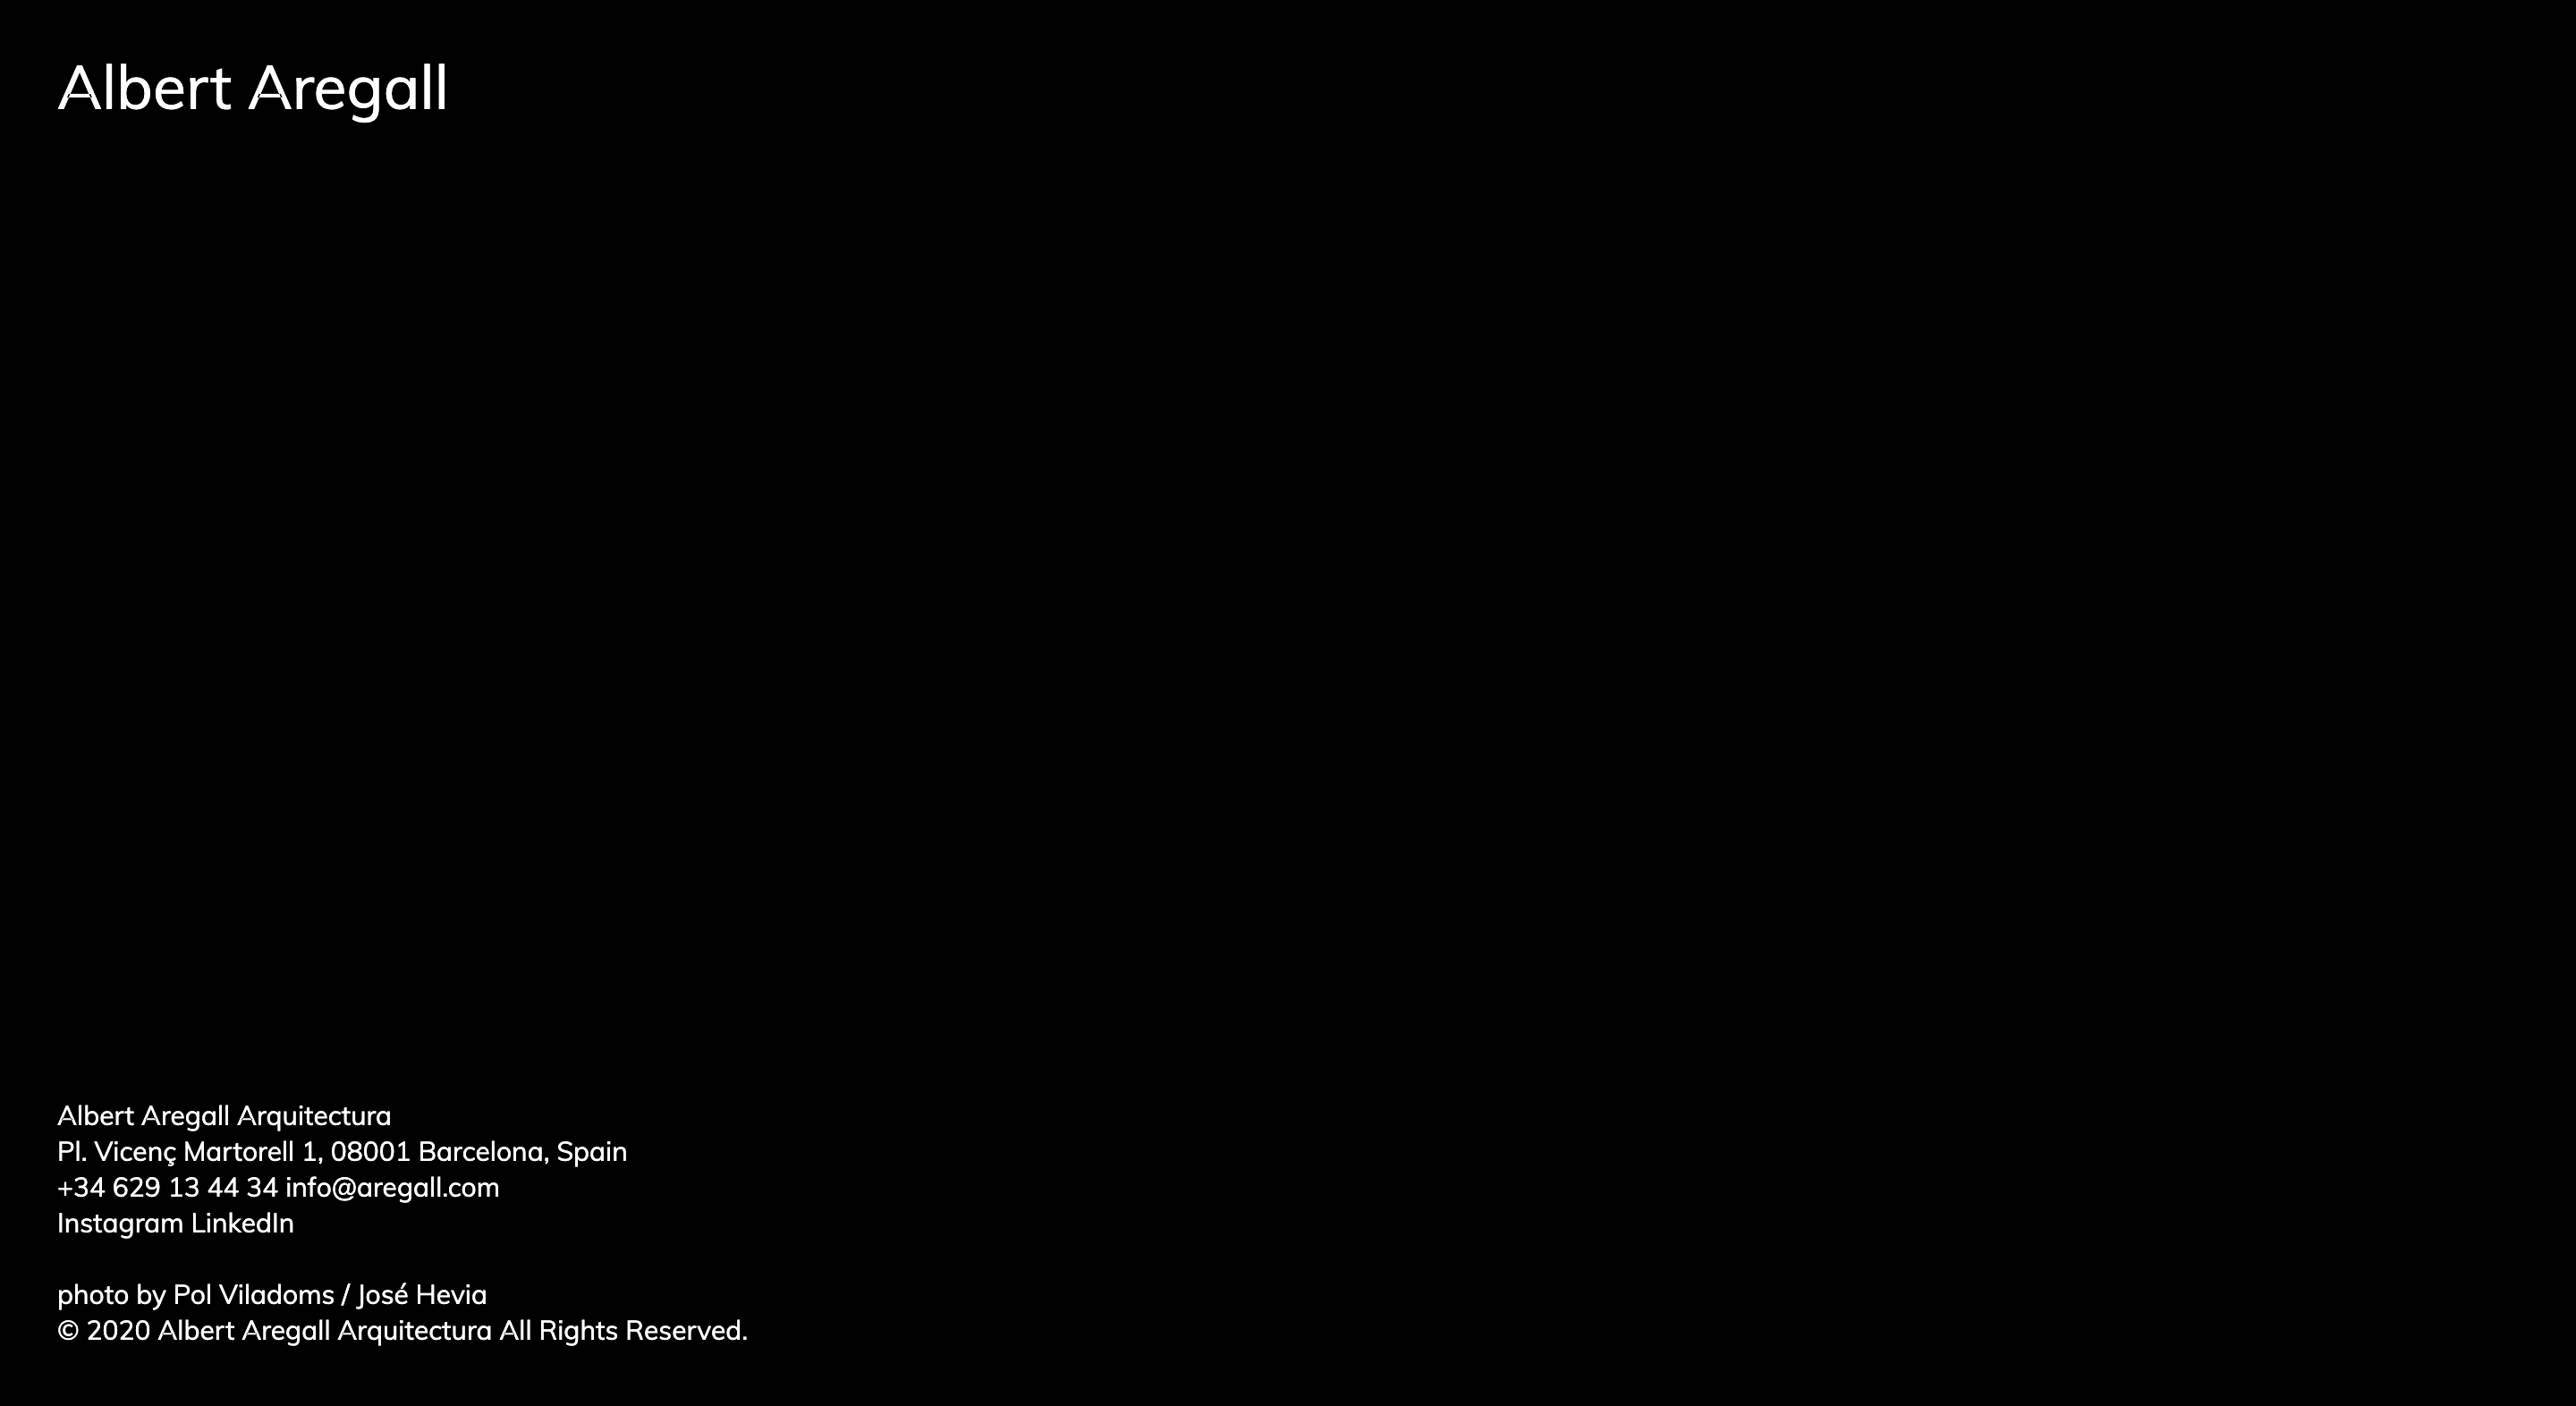 Albert Aregall
Albert Aregall Arquitectura
Pl. Vicenç Martorell 1, 08001 Barcelona, Spain
+34 629 13 44 34 info@aregall.com
Instagram LinkedIn
photo by Pol Viladoms / José Hevia
© 2020 Albert Aregall Arquitectura All Rights Reserved.